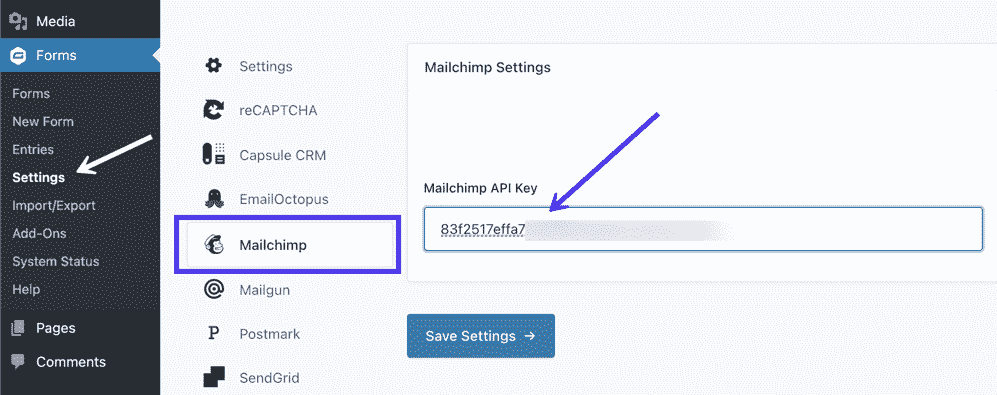 Media
Forms
Forms
New Form
Entries
Settings
Import/Export
Add-Ons
System Status
Help
Pages
Comments
Settings
reCAPTCHA
Capsule CRM
EmailOctopus
Mailchimp
Mailgun
Postmark
SendGrid
Mailchimp Settings
Mailchimp API Key
83f2517effa7
Save Settings →